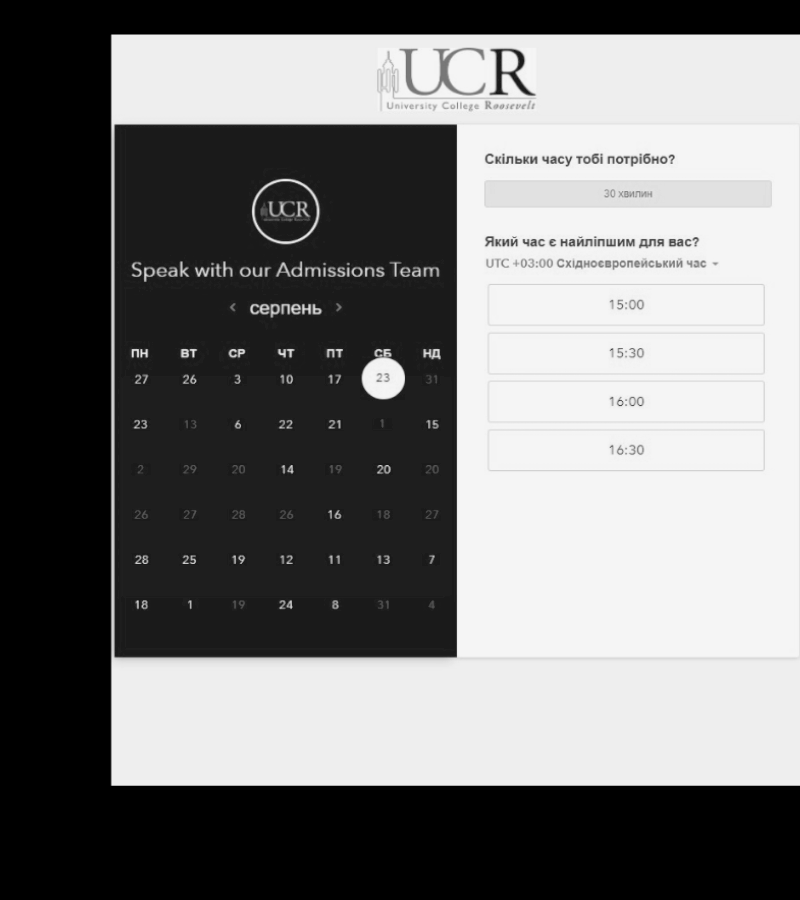 UCR
University College Roosevelt
UCR
Speak with our Admissions Team
< серпень >
ПН ВТ СР ЧТ ПТ СБ НД
27 26 3 10 17 23 31
23 13 6 22 21 1 15
2 29 20 14 19 20 20
26 27 28 26 16 18 27
28 25 19 12 11 13 7
18 1 19 24 8 31 4
Скільки часу тобі потрібно?
30 хвилин
Який час є найліпшим для вас?
UTC +03:00 Східноєвропейський час
15:00
15:30
16:00
16:30